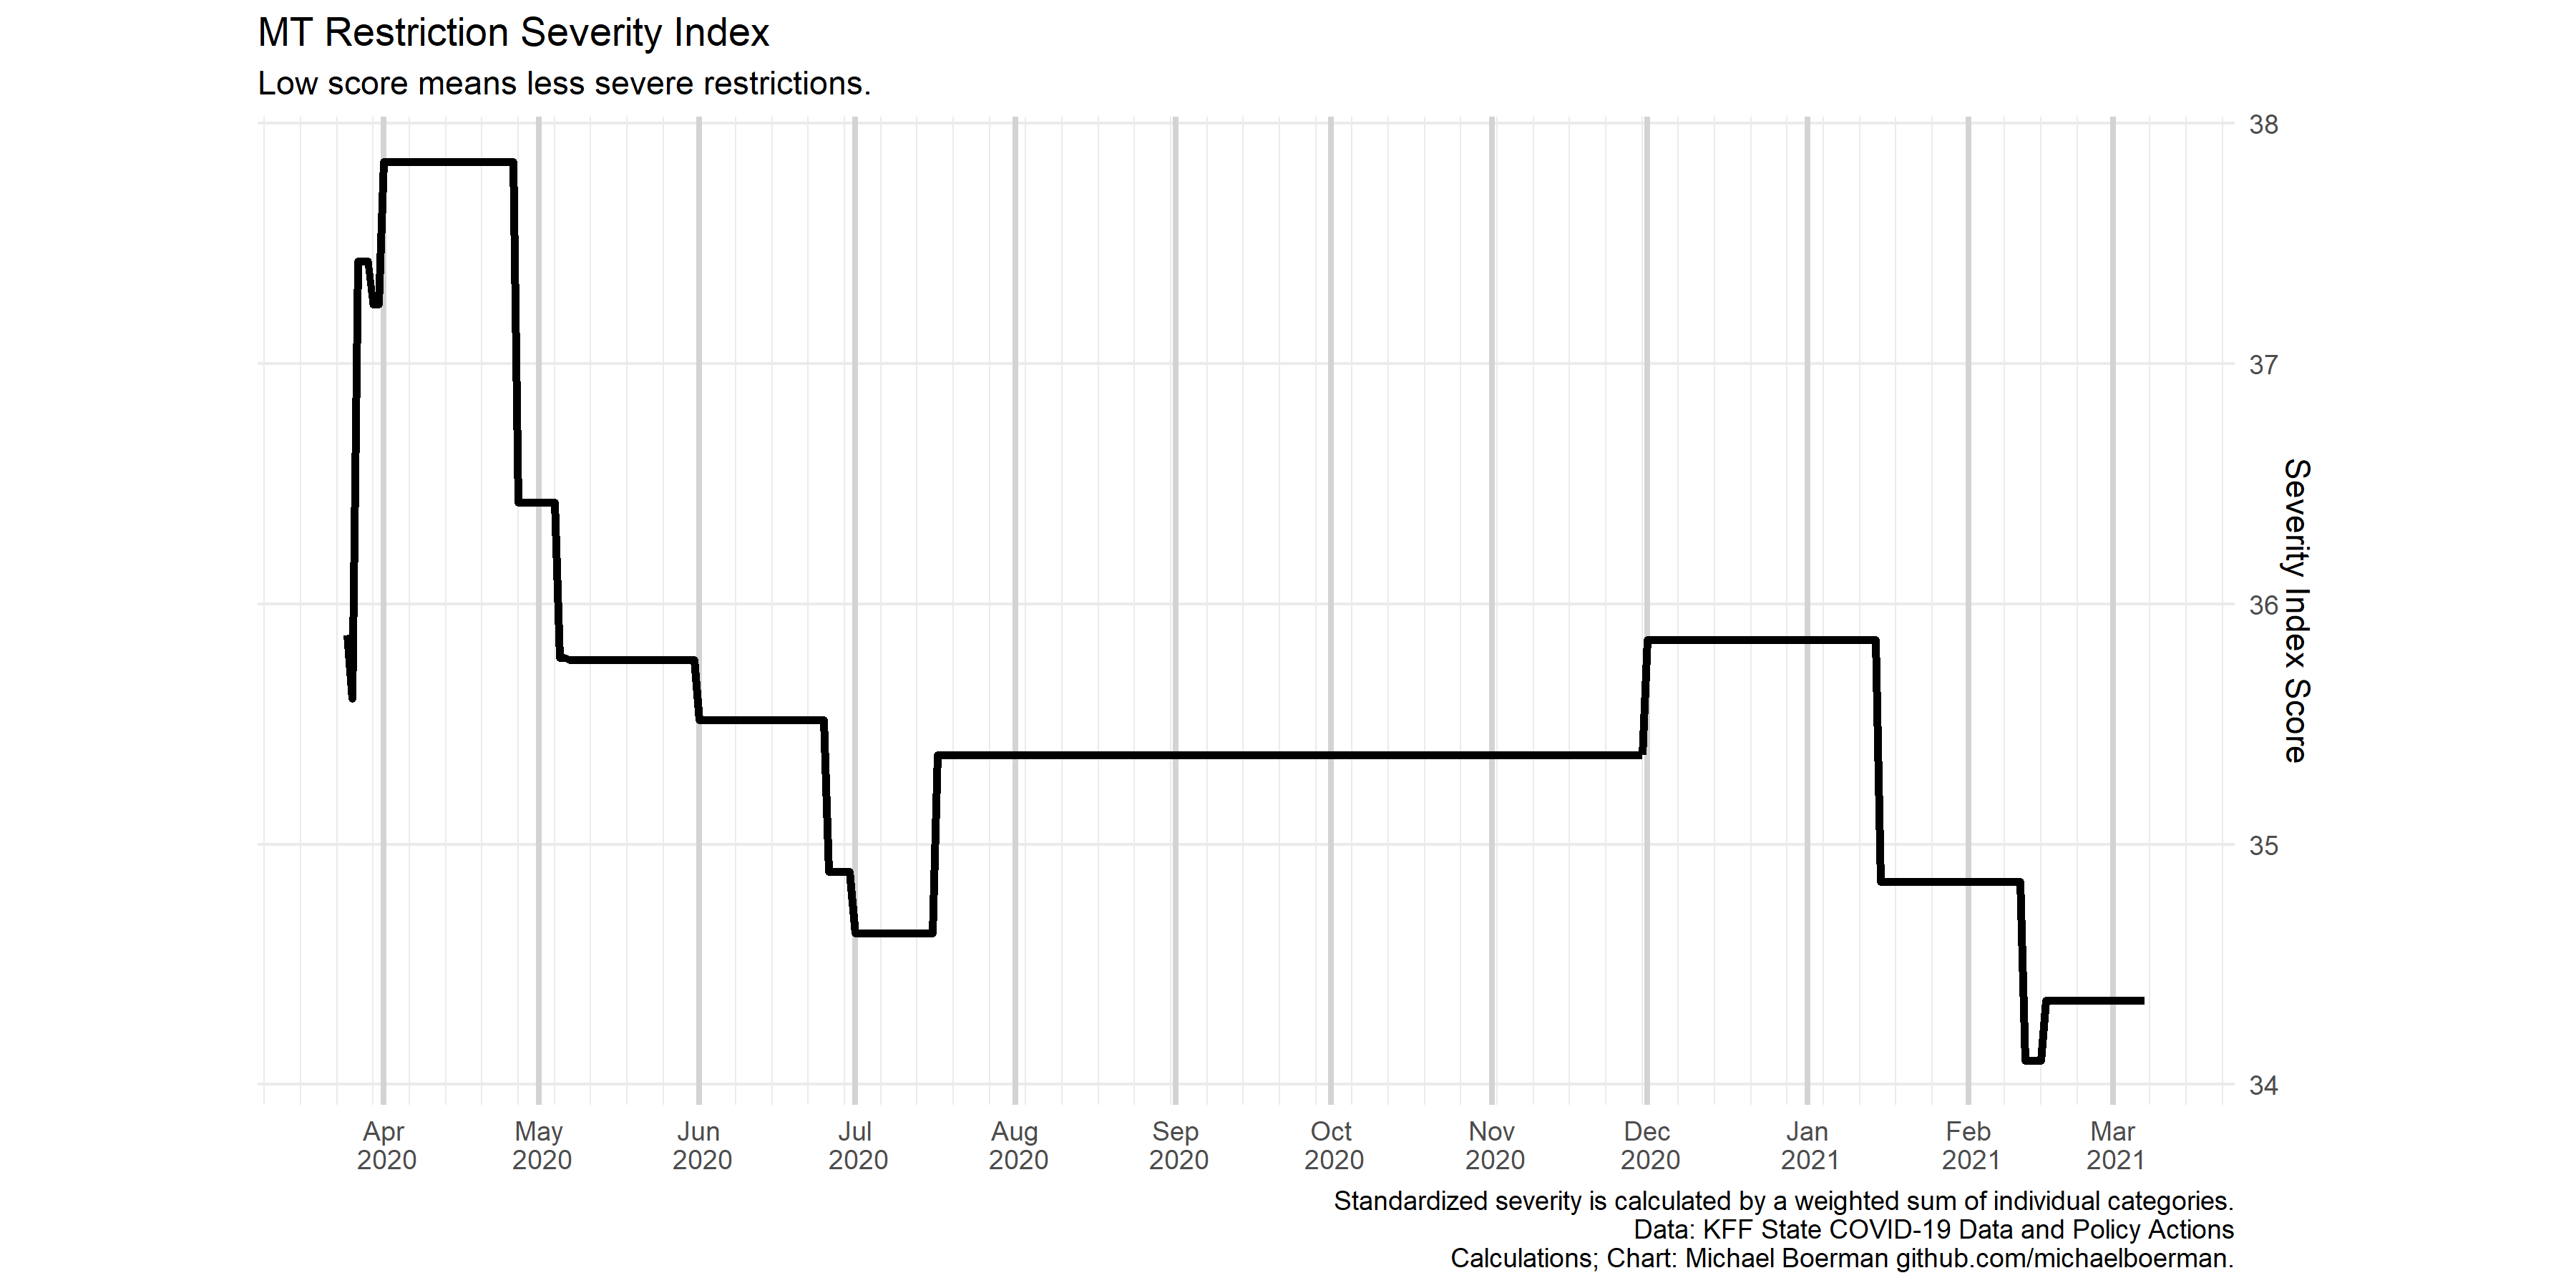 MT Restriction Severity Index
Low score means less severe restrictions.
38
37
36
35
34
Severity Index Score
Apr
2020
May
2020
Jun
2020
Jul
2020
Aug
2020
Sep
2020
Oct
2020
Nov
2020
Dec
2020
Jan
2021
Feb
2021
Mar
2021
Standardized severity is calculated by a weighted sum of individual categories.
Data: KFF State COVID-19 Data and Policy Actions
Calculations; Chart: Michael Boerman github.com/michaelboerman.